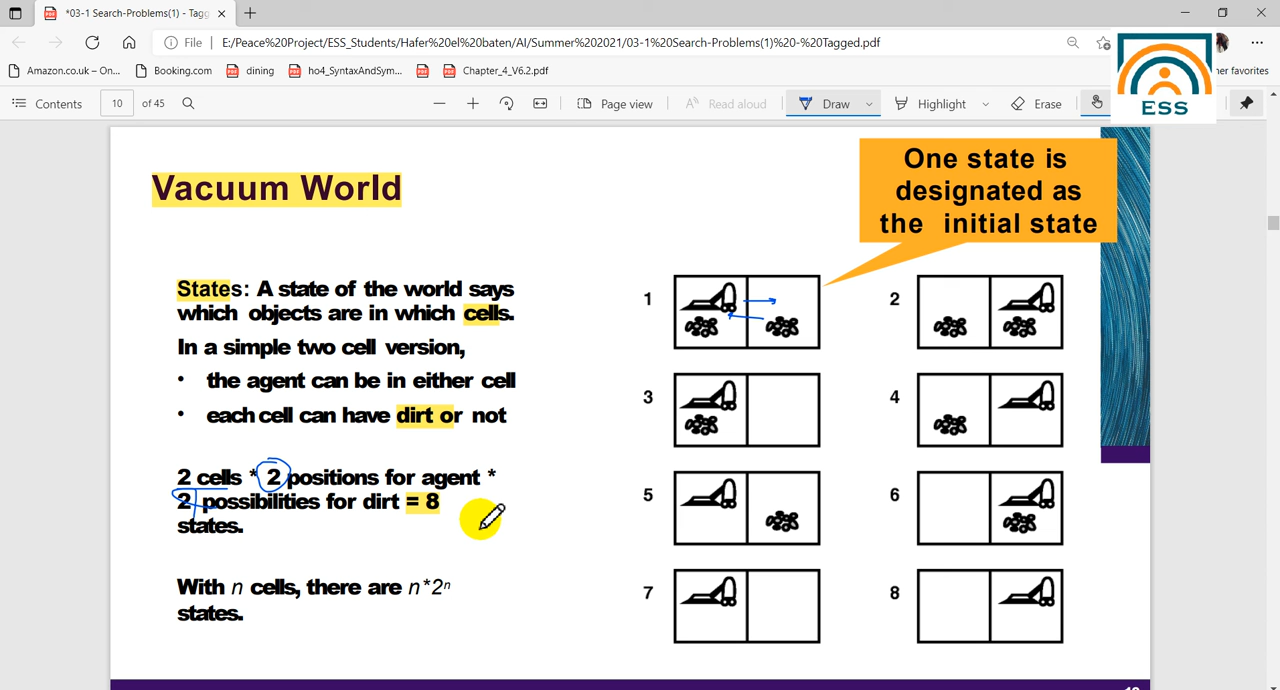 *03-1 Search-Problems(1) - Tagg
File
E:/Peace%20Project/ESS_Students/Hafer%20el%20baten/AI/Summer%202021/03-1%20Search-Problems(1)%20-%20Tagged.pdf
Amazon.co.uk – On...
Booking.com
dining
ho4_SyntaxAndSym...
Chapter_4_V6.2.pdf
her favorites
ESS
Contents
10
of 45
Page view
Read aloud
Draw
Highlight
Erase
Vacuum World
One state is
designated as
the initial state
States: A state of the world says
which objects are in which cells.
In a simple two cell version,
• the agent can be in either cell
• each cell can have dirt or not
2 cells * 2 positions for agent *
2 possibilities for dirt = 8
states.
With n cells, there are n*2ⁿ
states.
1
2
3
4
5
6
7
8